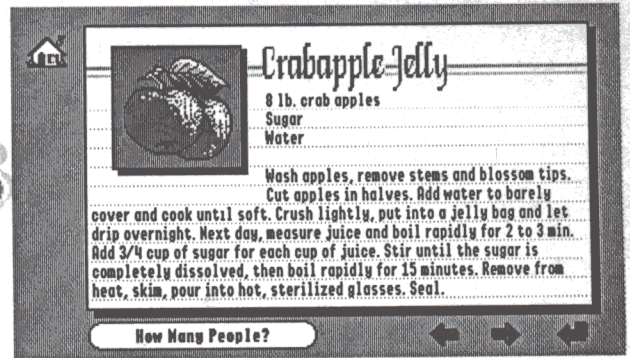 Crabapple Jelly
8 lb. crab apples
Sugar
Water
Wash apples, remove stems and blossom tips.
Cut apples in halves. Add water to barely
cover and cook until soft. Crush lightly, put into a jelly bag and let
drip overnight. Next day, measure juice and boil rapidly for 2 to 3 min.
Add 3/4 cup of sugar for each cup of juice. Stir until the sugar is
completely dissolved, then boil rapidly for 15 minutes. Remove from
heat, skim, pour into hot, sterilized glasses. Seal.
How Many People?